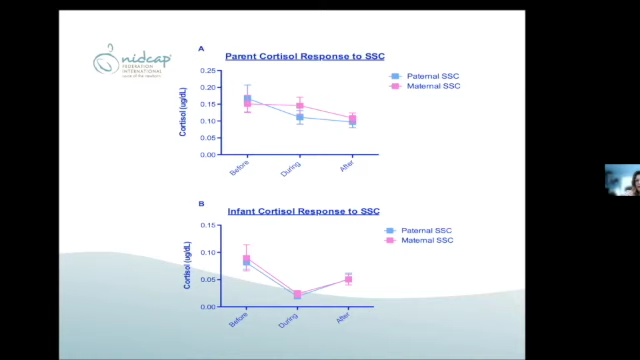 nidcap®
FEDERATION
INTERNATIONAL
A
Parent Cortisol Response to SSC
0.25
0.20
0.15
0.10
0.05
0.00
Cortisol (ug/dL)
Before
During
After
Paternal SSC
Maternal SSC
B
Infant Cortisol Response to SSC
0.15
0.10
0.05
0.00
Cortisol (ug/dL)
Before
During
After
Paternal SSC
Maternal SSC